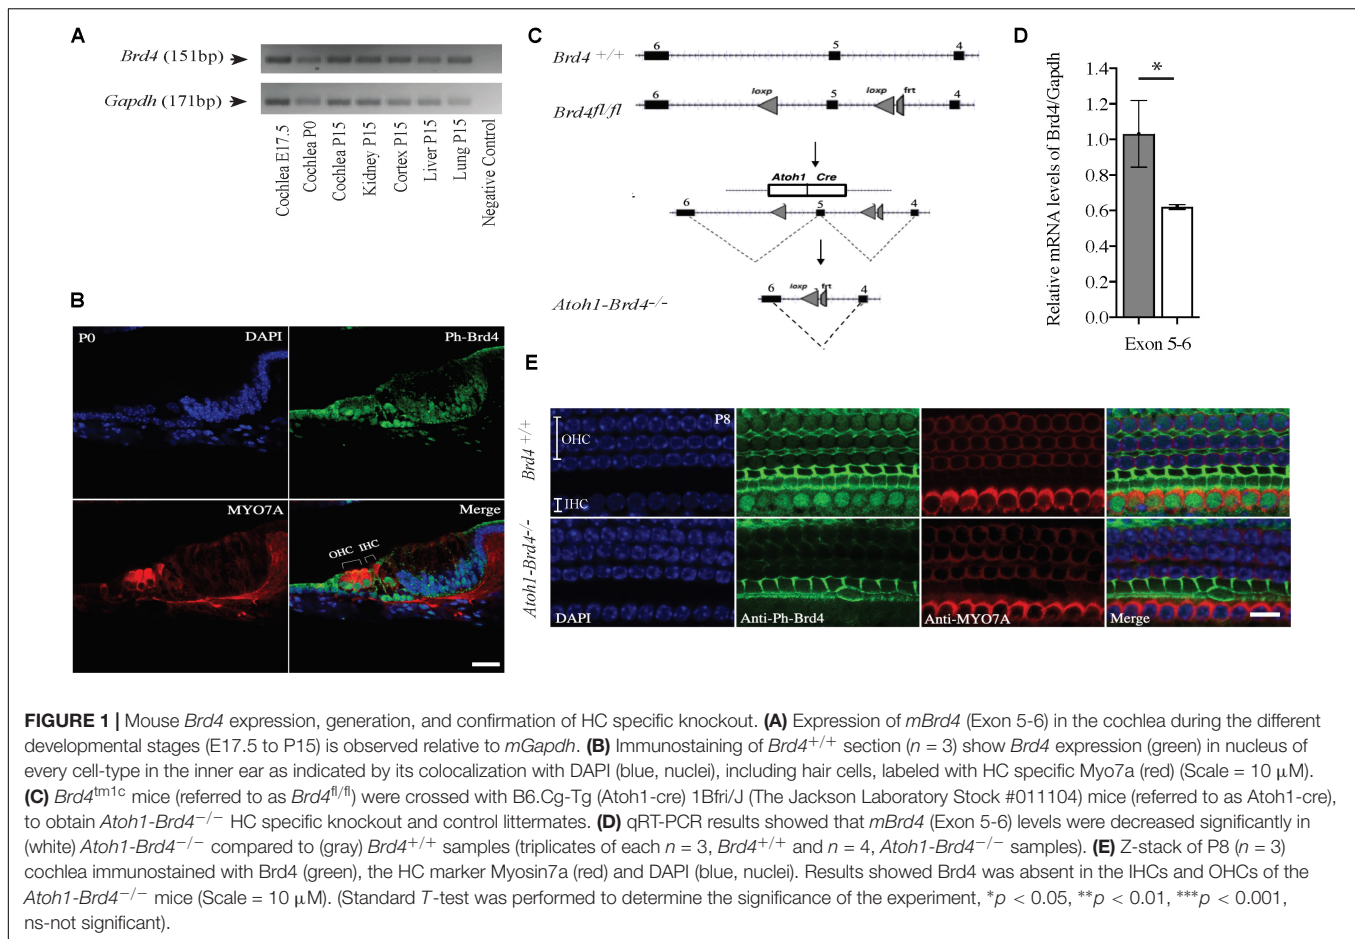 A
Brd4 (151bp)
Gapdh (171bp)
Cochlea E17.5
Cochlea P0
Cochlea P15
Kidney P15
Cortex P15
Liver P15
Lung P15
Negative Control
B
P0
DAPI
Ph-Brd4
MYO7A
Merge
OHC
IHC
C
Brd4 +/+
6
5
4
Brd4fl/fl
6
loxp
5
loxp
frt
4
Atoh1
Cre
6
5
4
Atoh1-Brd4-/-
6
loxp
frt
4
D
Relative mRNA levels of Brd4/Gapdh
1.4
1.2
1.0
0.8
0.6
0.4
0.2
0.0
*
Exon 5-6
E
Brd4 +/+
Atoh1-Brd4-/-
OHC
IHC
P8
DAPI
Anti-Ph-Brd4
Anti-MYO7A
Merge
FIGURE 1 | Mouse Brd4 expression, generation, and confirmation of HC specific knockout. (A) Expression of mBrd4 (Exon 5-6) in the cochlea during the different
developmental stages (E17.5 to P15) is observed relative to mGapdh. (B) Immunostaining of Brd4+/+ section (n = 3) show Brd4 expression (green) in nucleus of
every cell-type in the inner ear as indicated by its colocalization with DAPI (blue, nuclei), including hair cells, labeled with HC specific Myo7a (red) (Scale = 10 μM).
(C) Brd4tm1c mice (referred to as Brd4fl/fl) were crossed with B6.Cg-Tg (Atoh1-cre) 1Bfri/J (The Jackson Laboratory Stock #011104) mice (referred to as Atoh1-cre),
to obtain Atoh1-Brd4−/− HC specific knockout and control littermates. (D) qRT-PCR results showed that mBrd4 (Exon 5-6) levels were decreased significantly in
(white) Atoh1-Brd4−/− compared to (gray) Brd4+/+ samples (triplicates of each n = 3, Brd4+/+ and n = 4, Atoh1-Brd4−/− samples). (E) Z-stack of P8 (n = 3)
cochlea immunostained with Brd4 (green), the HC marker Myosin7a (red) and DAPI (blue, nuclei). Results showed Brd4 was absent in the IHCs and OHCs of the
Atoh1-Brd4−/− mice (Scale = 10 μM). (Standard T-test was performed to determine the significance of the experiment, *p < 0.05, **p < 0.01, ***p < 0.001,
ns-not significant).